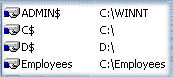 ADMIN$ C:\WINNT
C$ C:\
D$ D:\
Employees C:\Employees